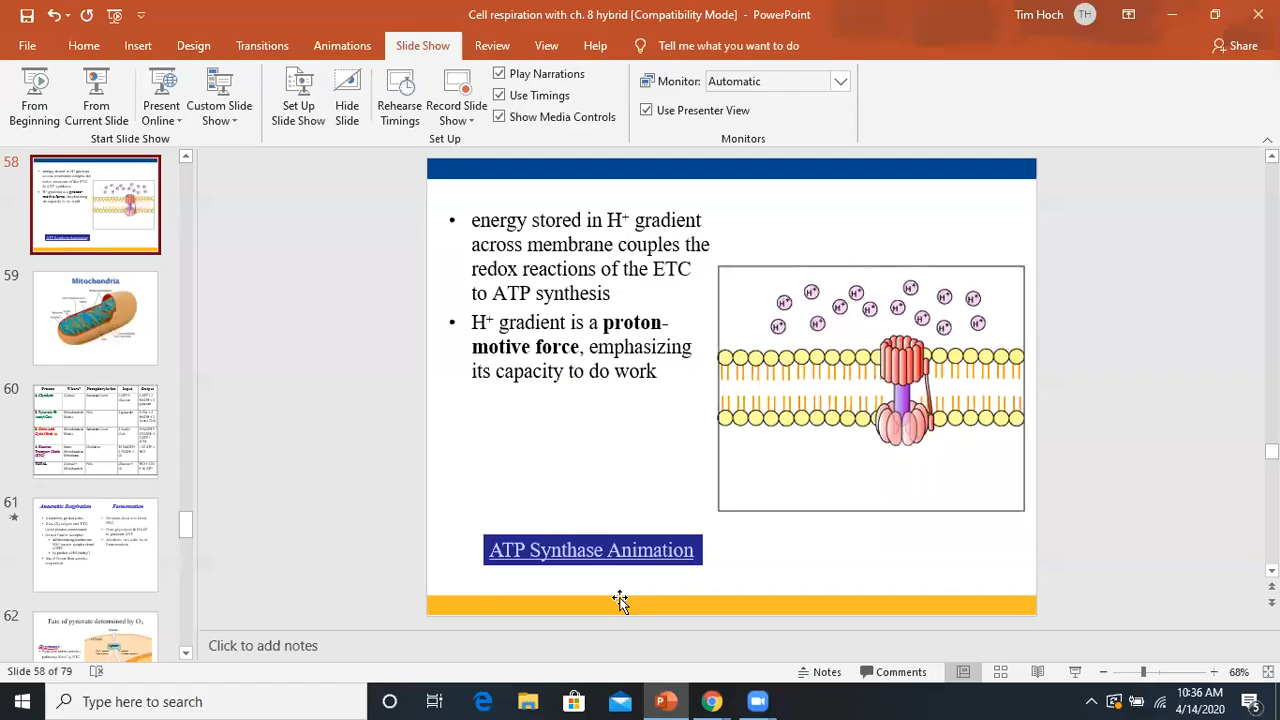 Cell respiration with ch. 8 hybrid [Compatibility Mode] - PowerPoint
Tim Hoch
TH
File Home Insert Design Transitions Animations Slide Show Review View Help Tell me what you want to do
Share
From Beginning
From Current Slide
Present Online
Custom Slide Show
Start Slide Show
Set Up Slide Show
Hide Slide
Rehearse Timings
Record Slide Show
Play Narrations
Use Timings
Show Media Controls
Set Up
Monitor: Automatic
Use Presenter View
Monitors
58
ATP Synthase Animation
59
Mitochondria
60
61
Anaerobic Respiration
Fermentation
62
Fate of pyruvate determined by O₂
• energy stored in H⁺ gradient
across membrane couples the
redox reactions of the ETC
to ATP synthesis
• H⁺ gradient is a proton-
motive force, emphasizing
its capacity to do work
H⁺ H⁺ H⁺ H⁺ H⁺ H⁺ H⁺ H⁺ H⁺ H⁺ H⁺ H⁺ H⁺ H⁺ H⁺
ATP Synthase Animation
Click to add notes
Slide 58 of 79
Notes
Comments
68%
Type here to search
10:36 AM
4/14/2020
5